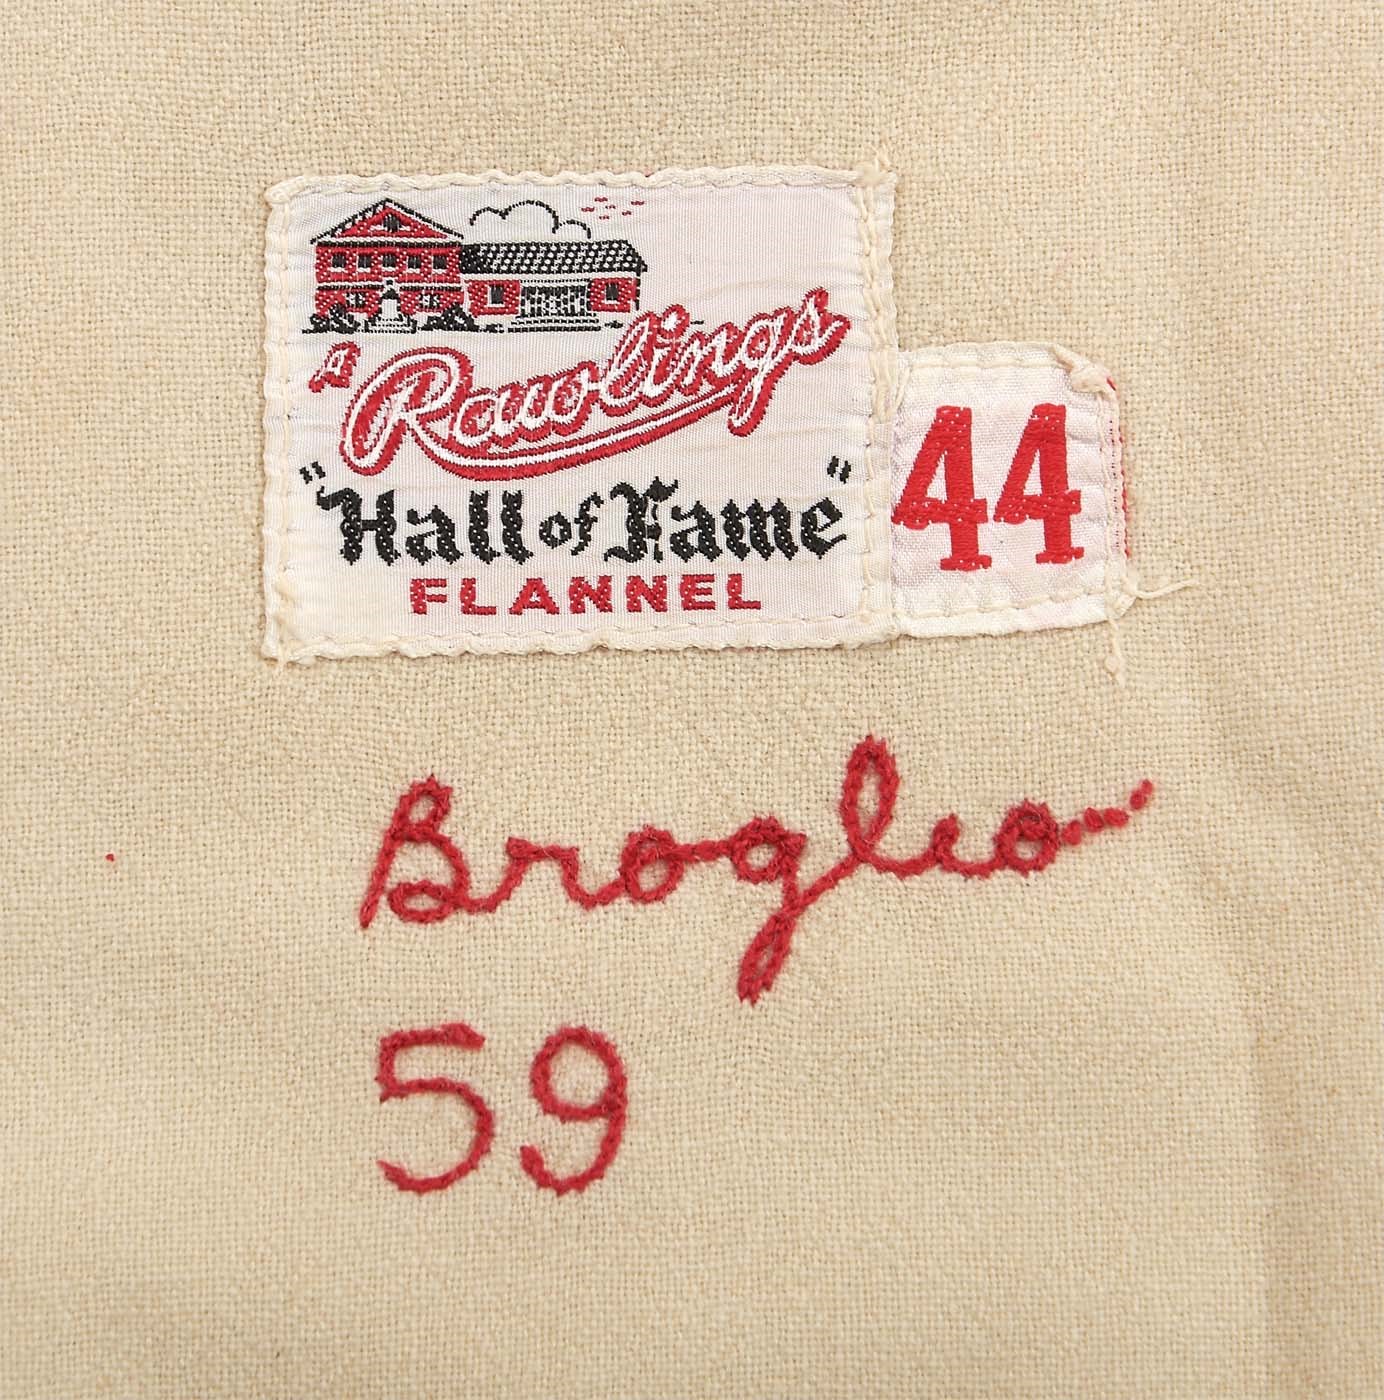 A Rawlings
"Hall of Fame"
FLANNEL
44
Broglio
59